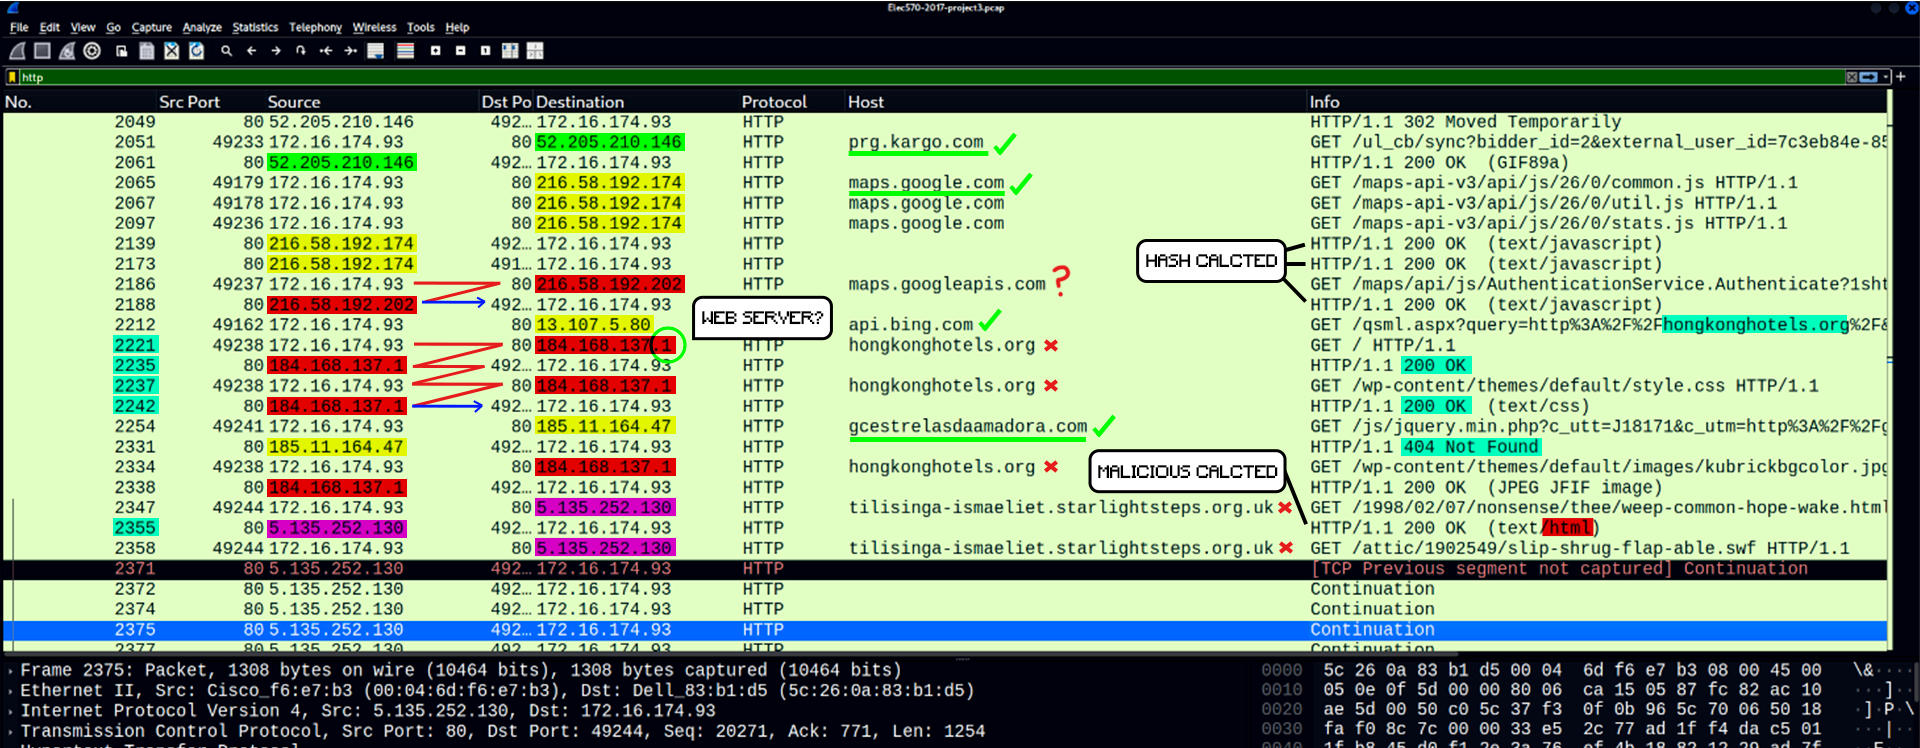 Elec570-2017-project3.pcap
File Edit View Go Capture Analyze Statistics Telephony Wireless Tools Help
http
No. Src Port Source Dst Po Destination Protocol Host Info
2049 80 52.205.210.146 492… 172.16.174.93 HTTP HTTP/1.1 302 Moved Temporarily
2051 49233 172.16.174.93 80 52.205.210.146 HTTP prg.kargo.com GET /ul_cb/sync?bidder_id=2&external_user_id=7c3eb84e-85
2061 80 52.205.210.146 492… 172.16.174.93 HTTP HTTP/1.1 200 OK (GIF89a)
2065 49179 172.16.174.93 80 216.58.192.174 HTTP maps.google.com GET /maps-api-v3/api/js/26/0/common.js HTTP/1.1
2067 49178 172.16.174.93 80 216.58.192.174 HTTP maps.google.com GET /maps-api-v3/api/js/26/0/util.js HTTP/1.1
2097 49236 172.16.174.93 80 216.58.192.174 HTTP maps.google.com GET /maps-api-v3/api/js/26/0/stats.js HTTP/1.1
2139 80 216.58.192.174 492… 172.16.174.93 HTTP HTTP/1.1 200 OK (text/javascript)
HASH CALCTED
2173 80 216.58.192.174 491… 172.16.174.93 HTTP HTTP/1.1 200 OK (text/javascript)
2186 49237 172.16.174.93 80 216.58.192.202 HTTP maps.googleapis.com ? GET /maps/api/js/AuthenticationService.Authenticate?1sht
2188 80 216.58.192.202 492… 172.16.174.93 HTTP HTTP/1.1 200 OK (text/javascript)
WEB SERVER?
2212 49162 172.16.174.93 80 13.107.5.80 HTTP api.bing.com GET /qsml.aspx?query=http%3A%2F%2Fhongkonghotels.org%2F&
2221 49238 172.16.174.93 80 184.168.137.1 HTTP hongkonghotels.org GET / HTTP/1.1
2235 80 184.168.137.1 492… 172.16.174.93 HTTP HTTP/1.1 200 OK
2237 49238 172.16.174.93 80 184.168.137.1 HTTP hongkonghotels.org GET /wp-content/themes/default/style.css HTTP/1.1
2242 80 184.168.137.1 492… 172.16.174.93 HTTP HTTP/1.1 200 OK (text/css)
2254 49241 172.16.174.93 80 185.11.164.47 HTTP gcestrelasdaamadora.com GET /js/jquery.min.php?c_utt=J18171&c_utm=http%3A%2F%2Fg
2331 80 185.11.164.47 492… 172.16.174.93 HTTP HTTP/1.1 404 Not Found
2334 49238 172.16.174.93 80 184.168.137.1 HTTP hongkonghotels.org GET /wp-content/themes/default/images/kubrickbgcolor.jpg
MALICIOUS CALCTED
2338 80 184.168.137.1 492… 172.16.174.93 HTTP HTTP/1.1 200 OK (JPEG JFIF image)
2347 49244 172.16.174.93 80 5.135.252.130 HTTP tilisinga-ismaeliet.starlightsteps.org.uk GET /1998/02/07/nonsense/thee/weep-common-hope-wake.html
2355 80 5.135.252.130 492… 172.16.174.93 HTTP HTTP/1.1 200 OK (text/html)
2358 49244 172.16.174.93 80 5.135.252.130 HTTP tilisinga-ismaeliet.starlightsteps.org.uk GET /attic/1902549/slip-shrug-flap-able.swf HTTP/1.1
2371 80 5.135.252.130 492… 172.16.174.93 HTTP [TCP Previous segment not captured] Continuation
2372 80 5.135.252.130 492… 172.16.174.93 HTTP Continuation
2374 80 5.135.252.130 492… 172.16.174.93 HTTP Continuation
2375 80 5.135.252.130 492… 172.16.174.93 HTTP Continuation
2377 80 5.135.252.130 492… 172.16.174.93 HTTP Continuation
Frame 2375: Packet, 1308 bytes on wire (10464 bits), 1308 bytes captured (10464 bits)
Ethernet II, Src: Cisco_f6:e7:b3 (00:04:6d:f6:e7:b3), Dst: Dell_83:b1:d5 (5c:26:0a:83:b1:d5)
Internet Protocol Version 4, Src: 5.135.252.130, Dst: 172.16.174.93
Transmission Control Protocol, Src Port: 80, Dst Port: 49244, Seq: 20271, Ack: 771, Len: 1254
Hypertext Transfer Protocol
0000 5c 26 0a 83 b1 d5 00 04 6d f6 e7 b3 08 00 45 00 \&····
0010 05 0e 0f 5d 00 00 80 06 ca 15 05 87 fc 82 ac 10 ···]··
0020 ae 5d 00 50 c0 5c 37 f3 0f 0b 96 5c 70 06 50 18 ·]·P·\
0030 fa f0 8c 7c 00 00 33 e5 2c 77 ad 1f f4 da c5 01 ···|··